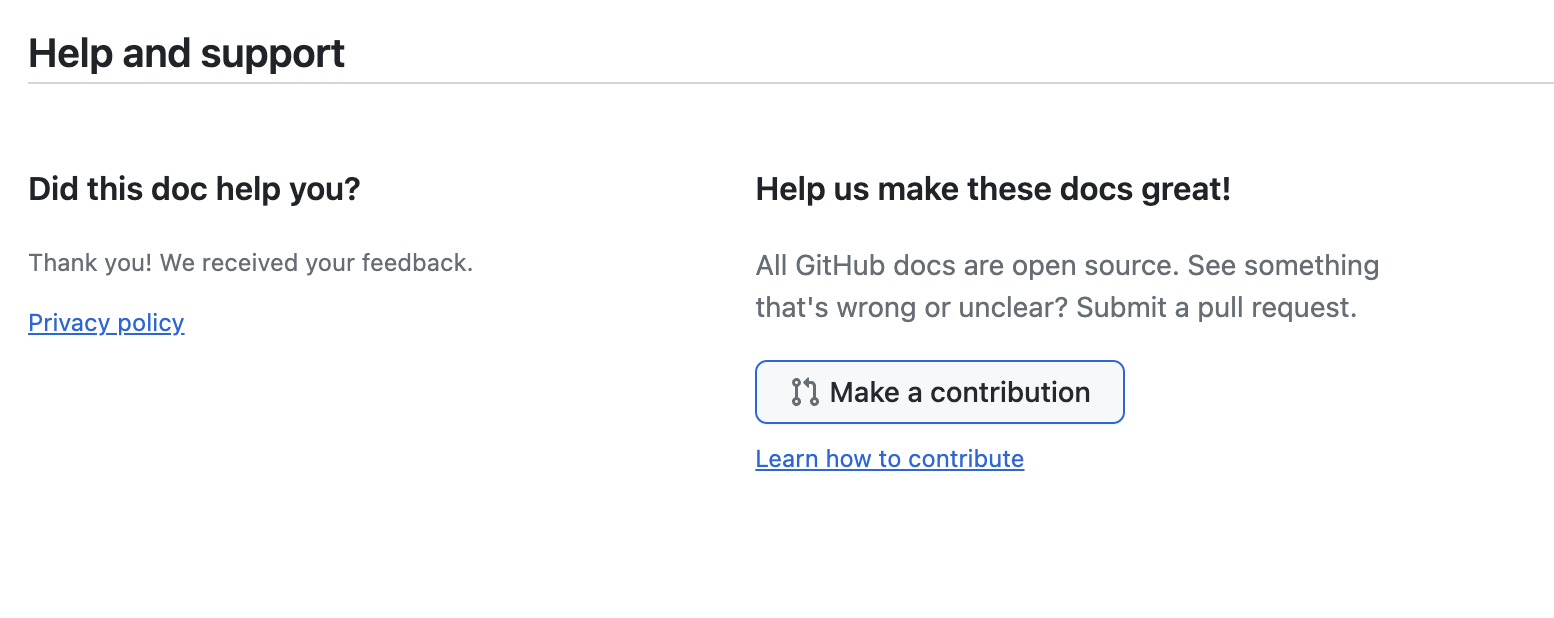 Help and support
Did this doc help you?
Thank you! We received your feedback.
Privacy policy
Help us make these docs great!
All GitHub docs are open source. See something
that's wrong or unclear? Submit a pull request.
Make a contribution
Learn how to contribute